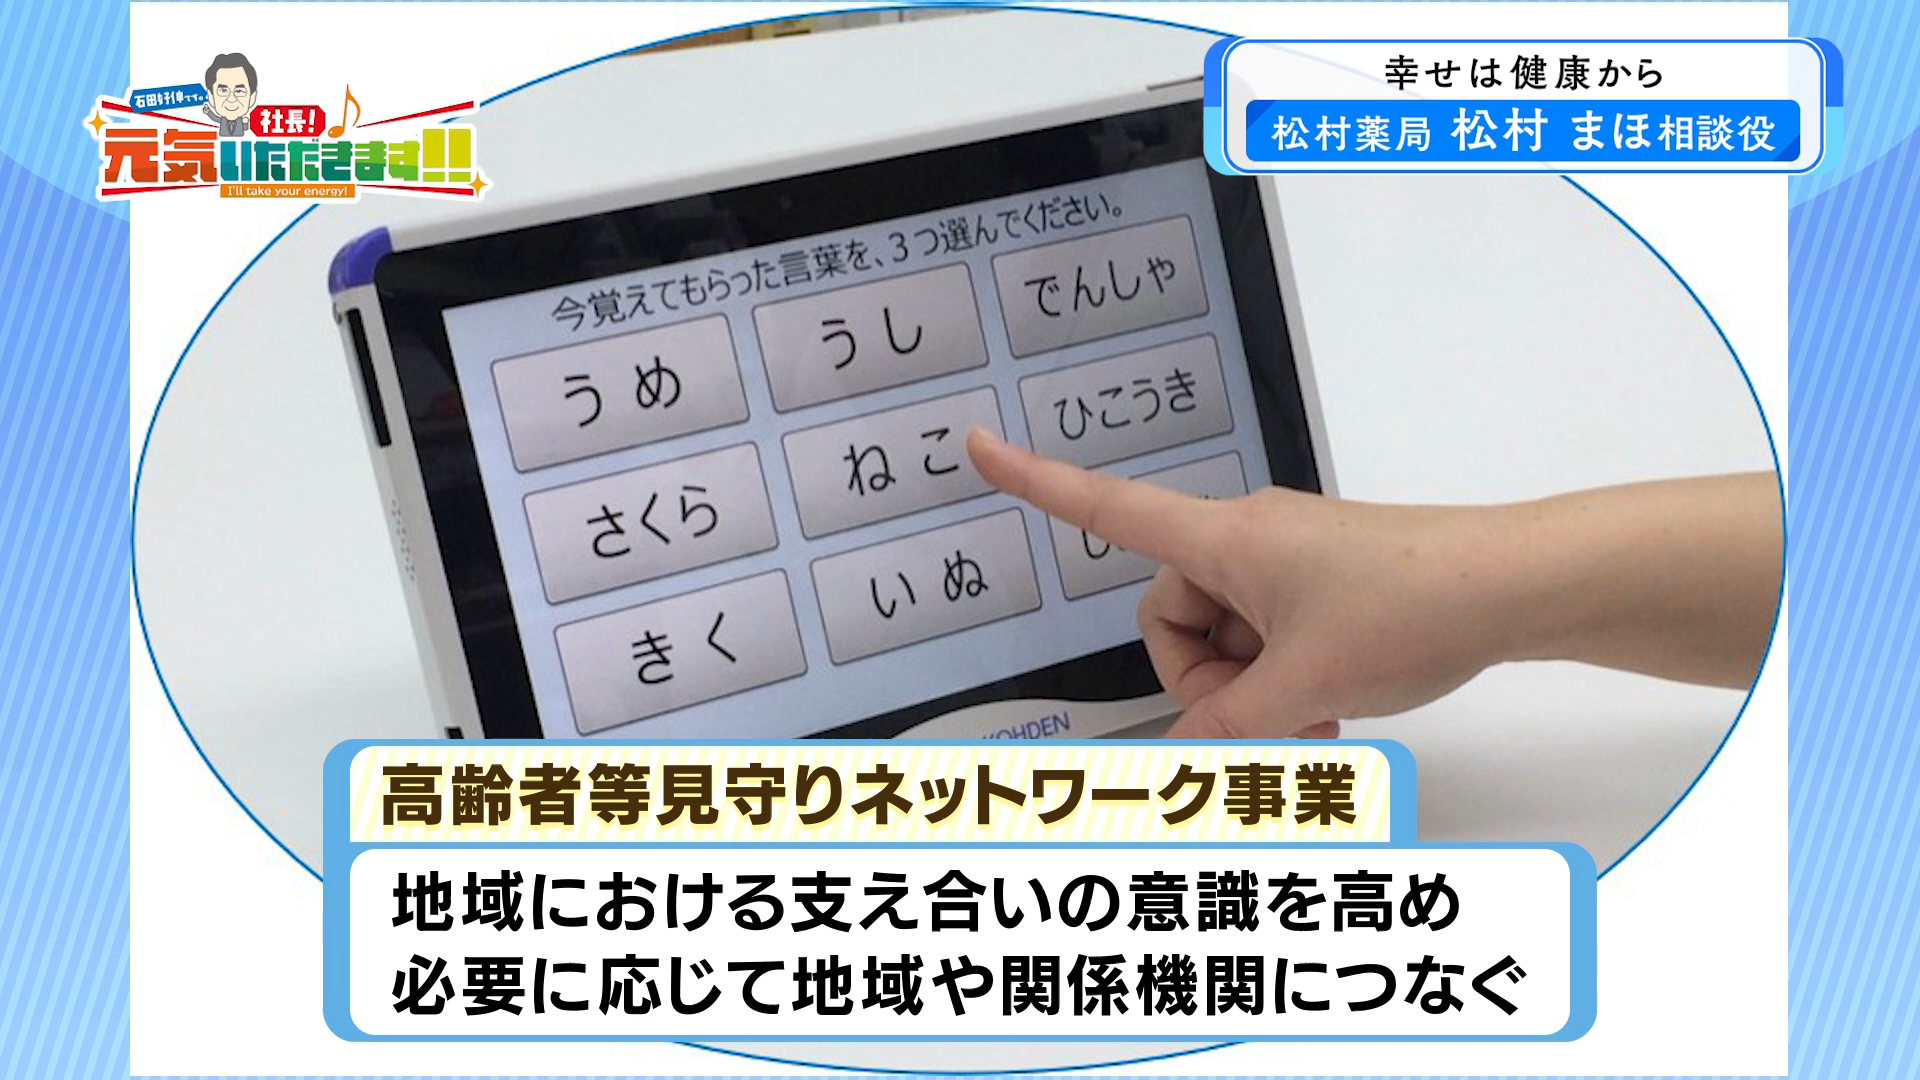 石田好伸です。
社長!
元気いただきます!!
I'll take your energy!
幸せは健康から
松村薬局 松村 まほ相談役
今覚えてもらった言葉を、3つ選んでください。
うめ
うし
でんしゃ
さくら
ねこ
ひこうき
きく
いぬ
KOHDEN
高齢者等見守りネットワーク事業
地域における支え合いの意識を高め
必要に応じて地域や関係機関につなぐ